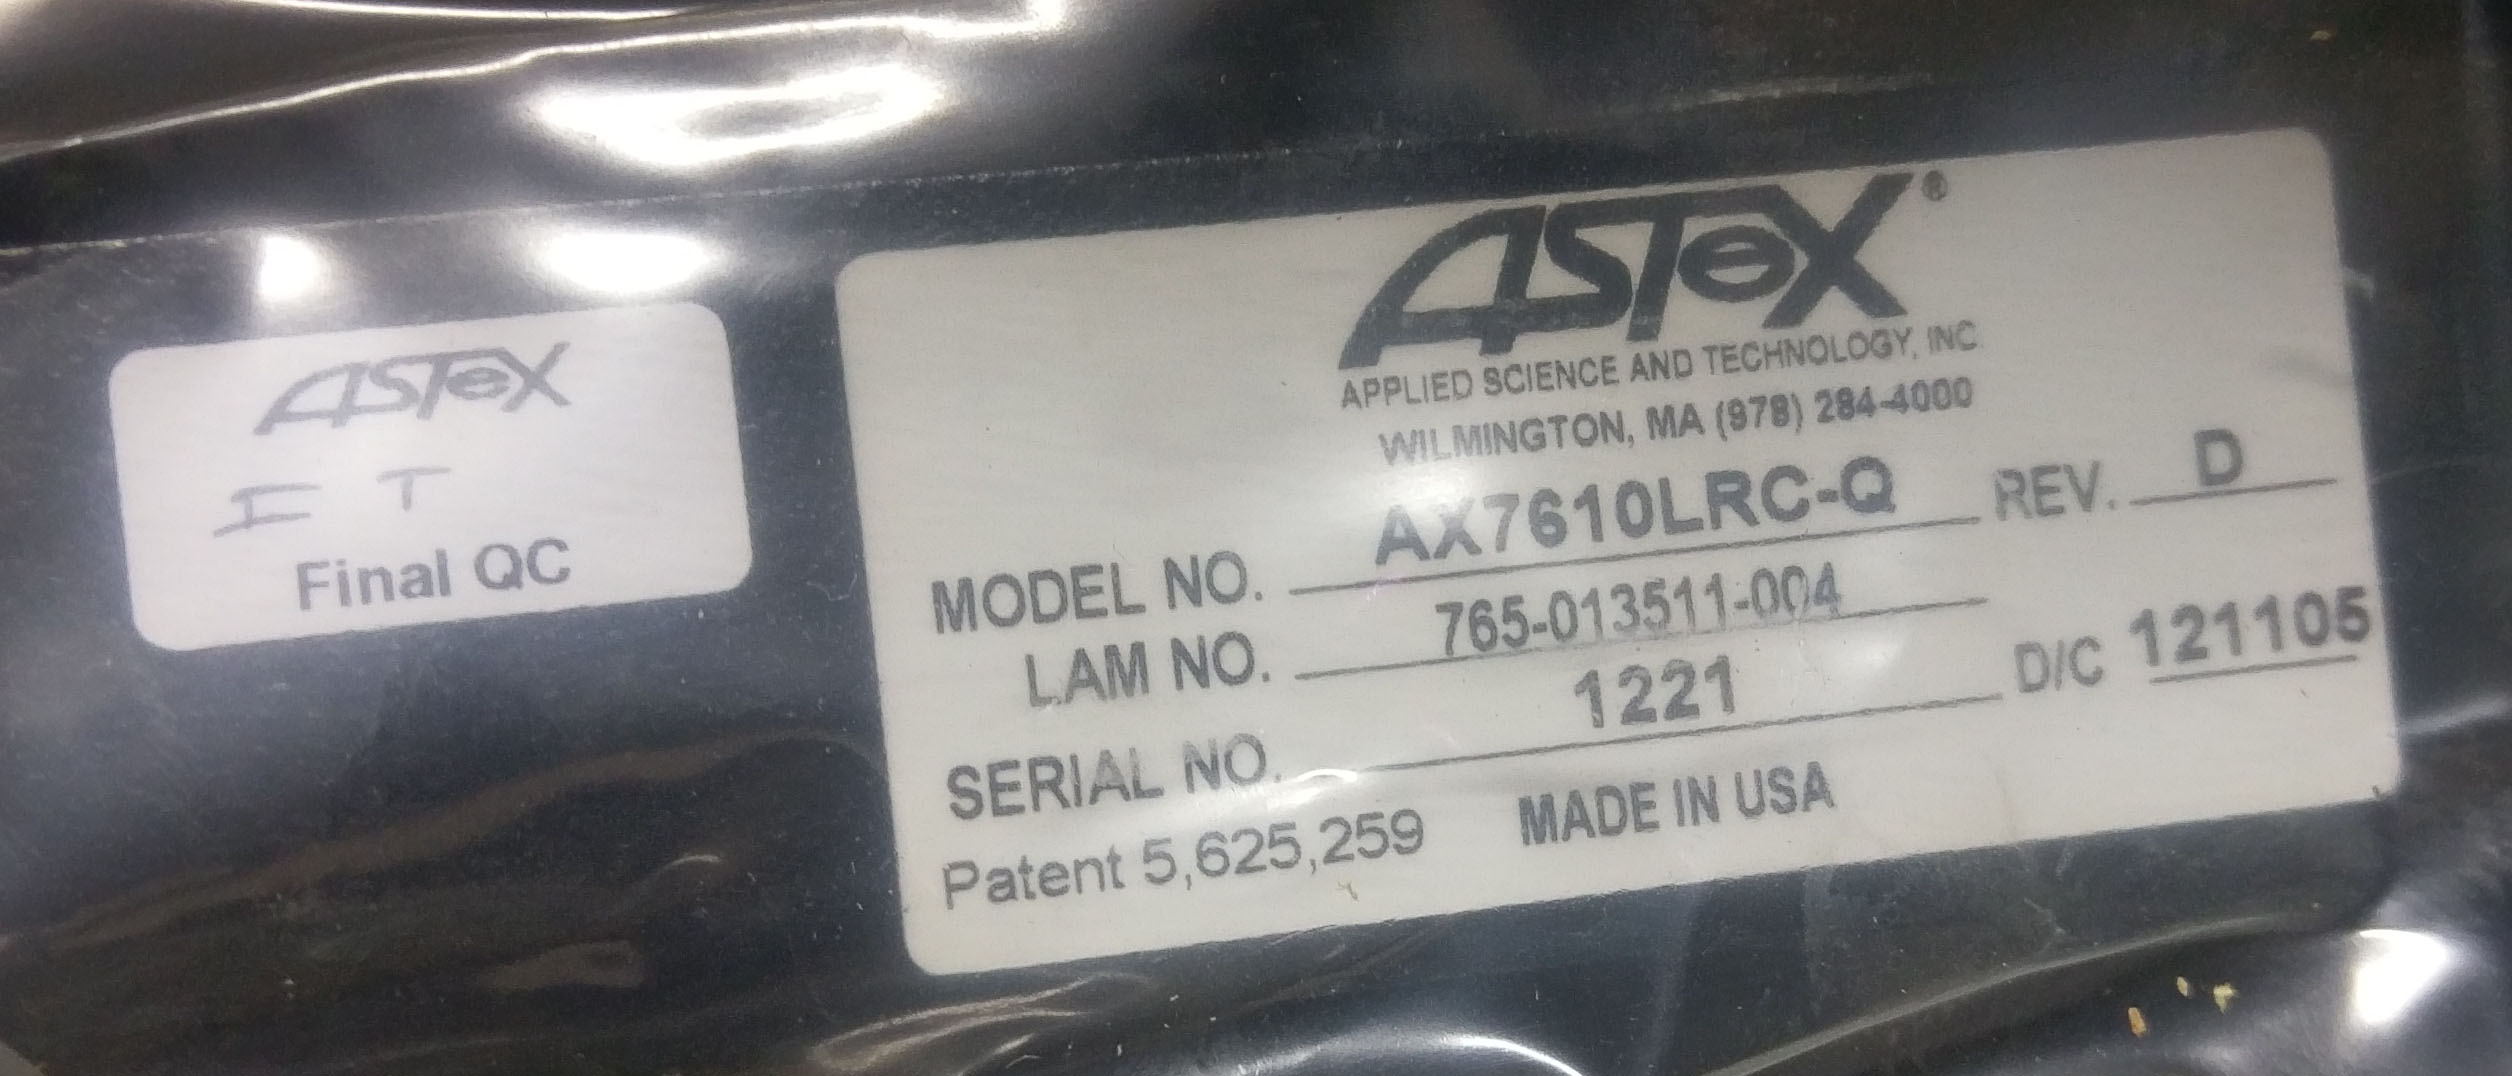 ASTeX
I T
Final QC
ASTeX®
APPLIED SCIENCE AND TECHNOLOGY, INC.
WILMINGTON, MA (978) 284-4000
MODEL NO. AX7610LRC-Q REV. D
LAM NO. 765-013511-004
SERIAL NO. 1221 D/C 121105
Patent 5,625,259 MADE IN USA